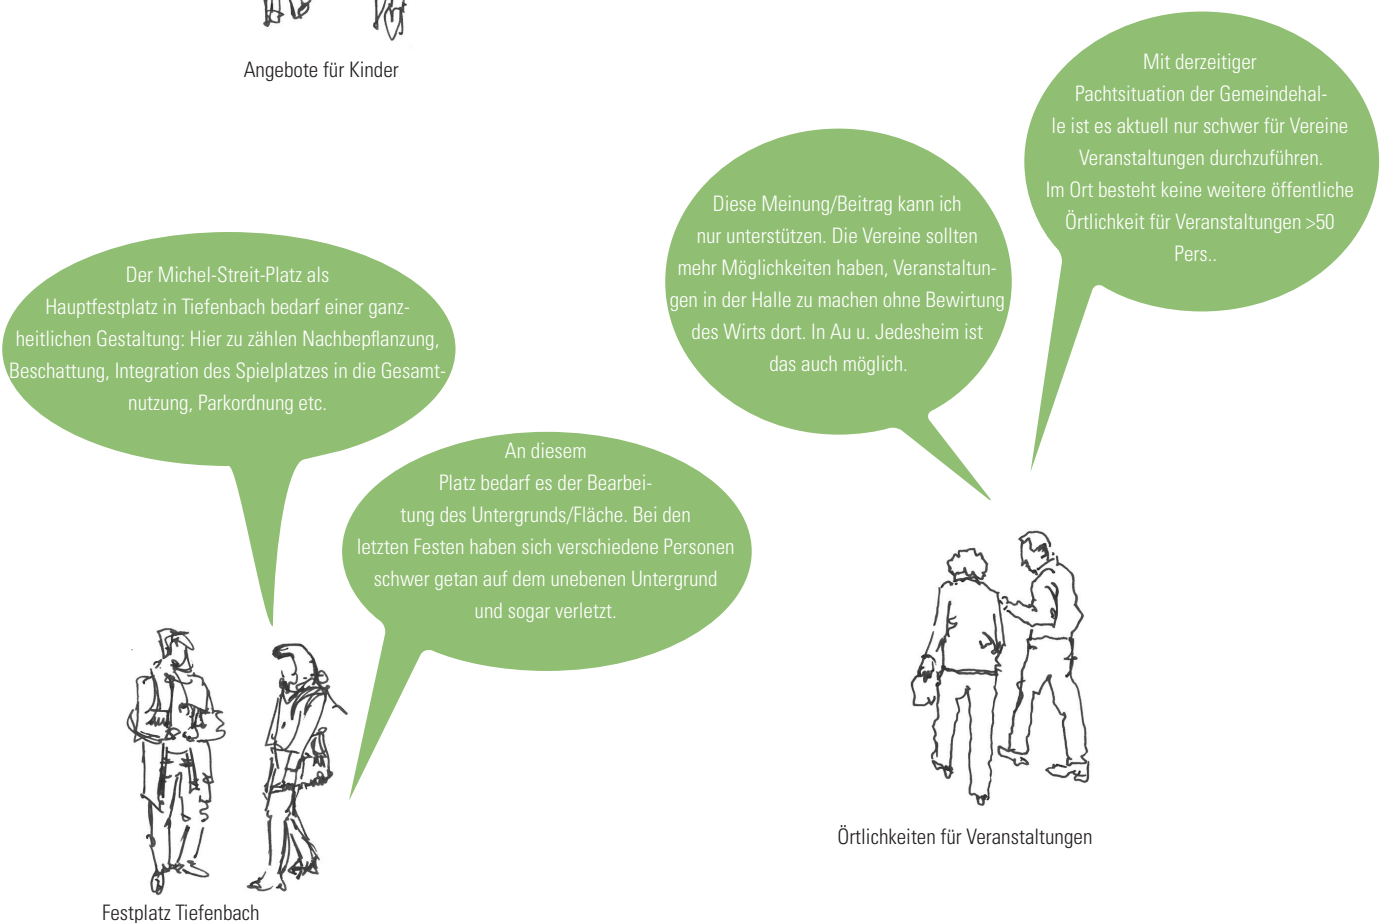 Angebote für Kinder
Mit derzeitiger
Pachtsituation der Gemeindehal-
le ist es aktuell nur schwer für Vereine
Veranstaltungen durchzuführen.
Im Ort besteht keine weitere öffentliche
Örtlichkeit für Veranstaltungen >50
Pers..
Diese Meinung/Beitrag kann ich
nur unterstützen. Die Vereine sollten
mehr Möglichkeiten haben, Veranstaltun-
gen in der Halle zu machen ohne Bewirtung
des Wirts dort. In Au u. Jedesheim ist
das auch möglich.
Der Michel-Streit-Platz als
Hauptfestplatz in Tiefenbach bedarf einer ganz-
heitlichen Gestaltung: Hier zu zählen Nachbepflanzung,
Beschattung, Integration des Spielplatzes in die Gesamt-
nutzung, Parkordnung etc.
An diesem
Platz bedarf es der Bearbei-
tung des Untergrunds/Fläche. Bei den
letzten Festen haben sich verschiedene Personen
schwer getan auf dem unebenen Untergrund
und sogar verletzt.
Örtlichkeiten für Veranstaltungen
Festplatz Tiefenbach